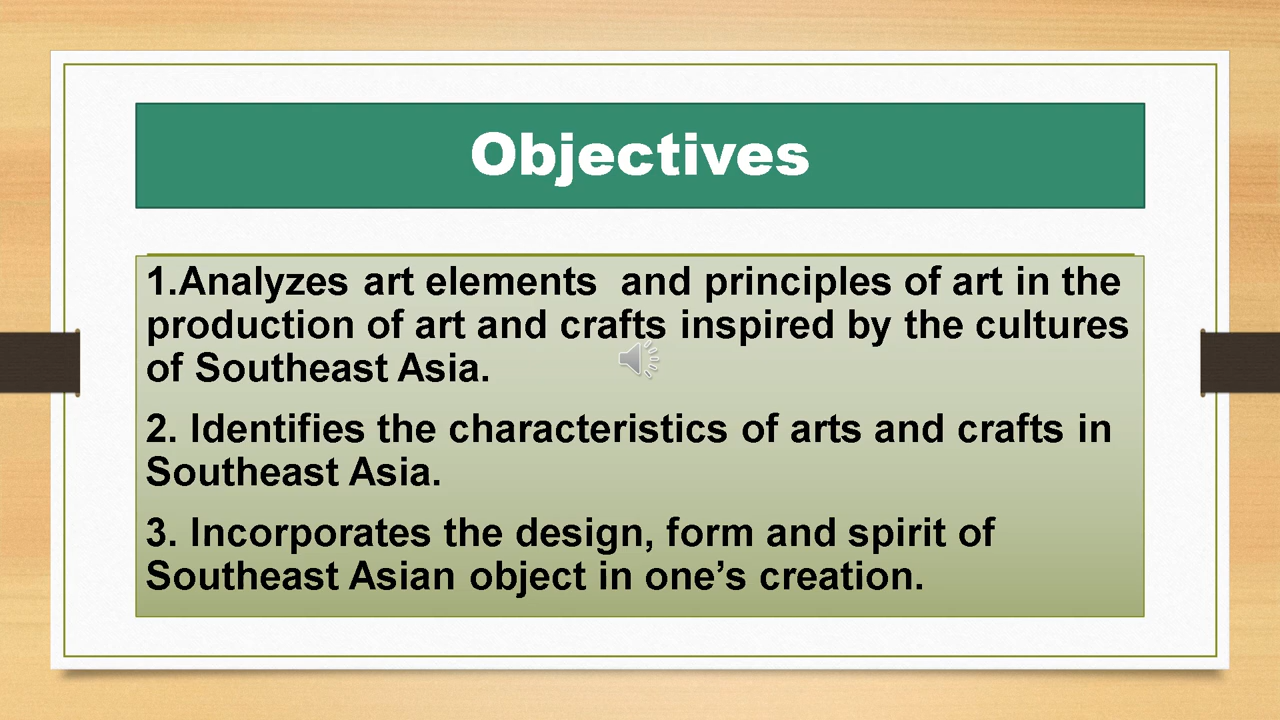 Objectives
1.Analyzes art elements  and principles of art in the
production of art and crafts inspired by the cultures
of Southeast Asia.
2. Identifies the characteristics of arts and crafts in
Southeast Asia.
3. Incorporates the design, form and spirit of
Southeast Asian object in one’s creation.